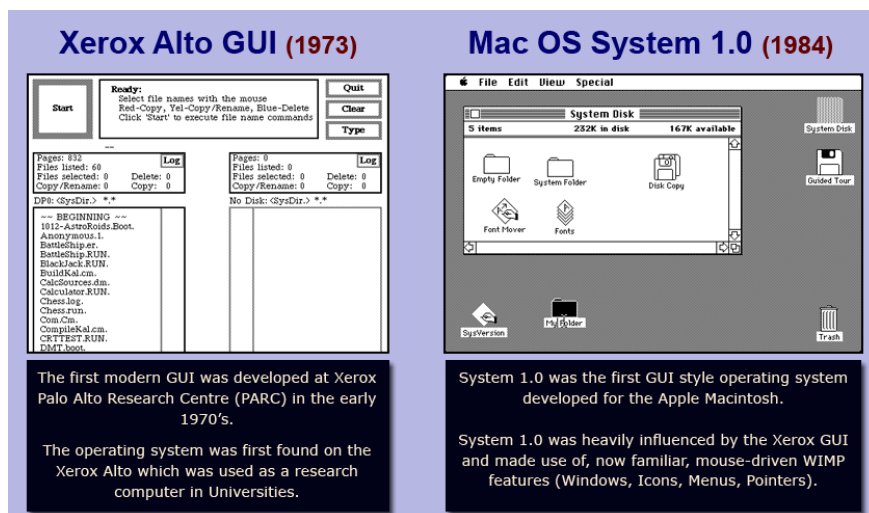 Xerox Alto GUI (1973)
Start
Ready:
Select file names with the mouse
Red-Copy, Yel-Copy/Rename, Blue-Delete
Click 'Start' to execute file name commands
Quit
Clear
Type
--
Pages: 832
Files listed: 60
Files selected: 0 Delete: 0
Copy/Rename: 0 Copy: 0
Log
Pages: 0
Files listed: 0
Files selected: 0 Delete: 0
Copy/Rename: 0 Copy: 0
Log
DP0: <SysDir.> *.*
No Disk: <SysDir.> *.*
~~ BEGINNING ~~
1012-AstroRoids.Boot.
Anonymous.1.
BattleShip.er.
BattleShip.RUN.
BlackJack.RUN.
BuildKal.cm.
CalcSources.dm.
Calculator.RUN.
Chess.log.
Chess.run.
Com.Cm.
CompileKal.cm.
CRTTEST.RUN.
DMT.boot.
The first modern GUI was developed at Xerox
Palo Alto Research Centre (PARC) in the early
1970's.
The operating system was first found on the
Xerox Alto which was used as a research
computer in Universities.
Mac OS System 1.0 (1984)
File Edit View Special
System Disk
5 items 232K in disk 167K available
Empty Folder
System Folder
Disk Copy
Font Mover
Fonts
System Disk
Guided Tour
SysVersion
My Folder
Trash
System 1.0 was the first GUI style operating system
developed for the Apple Macintosh.
System 1.0 was heavily influenced by the Xerox GUI
and made use of, now familiar, mouse-driven WIMP
features (Windows, Icons, Menus, Pointers).